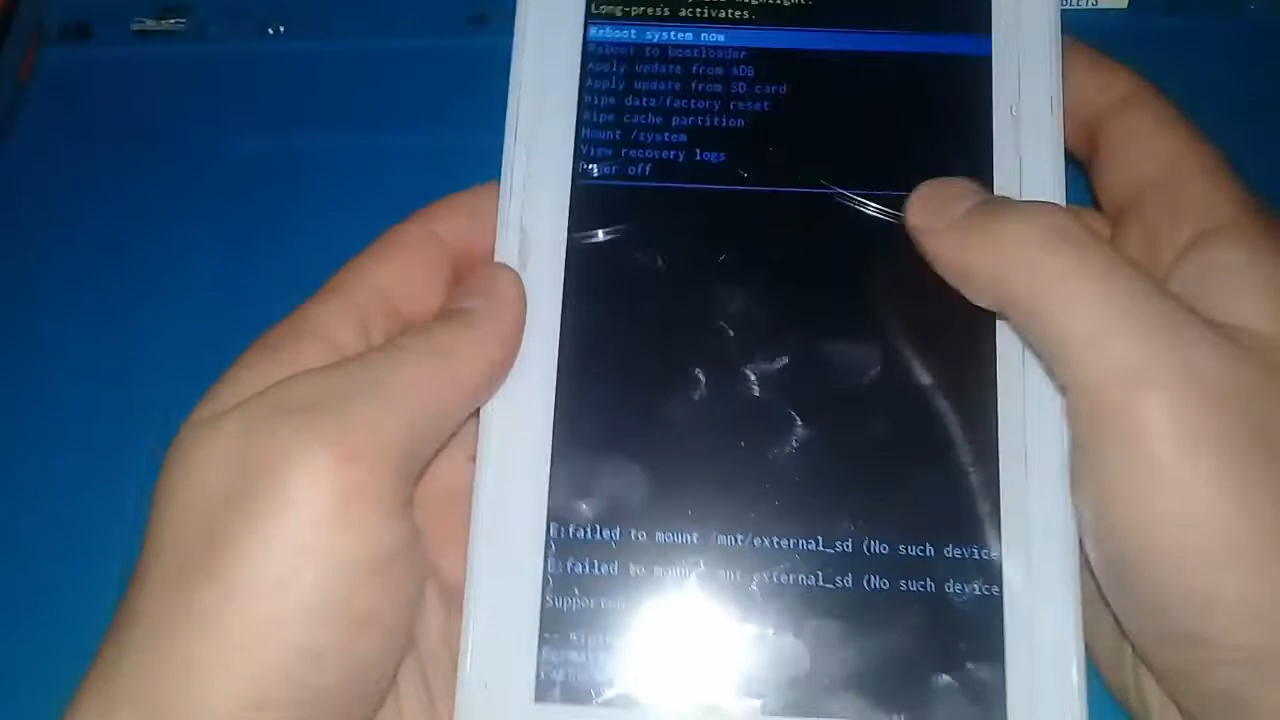 Long-press activates.
Reboot system now
Reboot to bootloader
Apply update from ADB
Apply update from SD card
Wipe data/factory reset
Wipe cache partition
Mount /system
View recovery logs
Power off
E:failed to mount /mnt/external_sd (No such device
)
E:failed to mount /mnt/external_sd (No such device
)